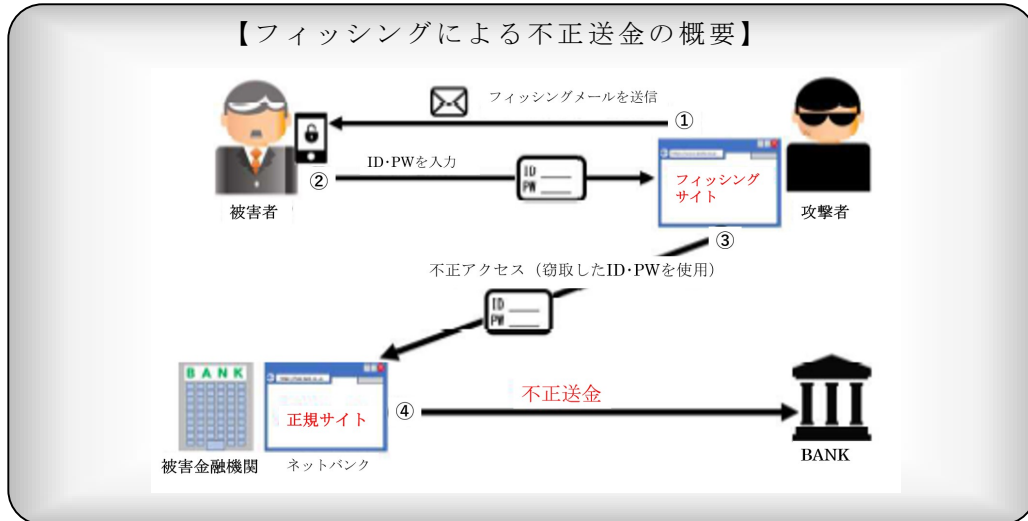 【フィッシングによる不正送金の概要】
フィッシングメールを送信
①
ID･PWを入力
②
ID
PW
フィッシング
サイト
被害者
攻撃者
③
不正アクセス（窃取したID･PWを使用）
ID
PW
BANK
正規サイト
④
不正送金
被害金融機関
ネットバンク
BANK